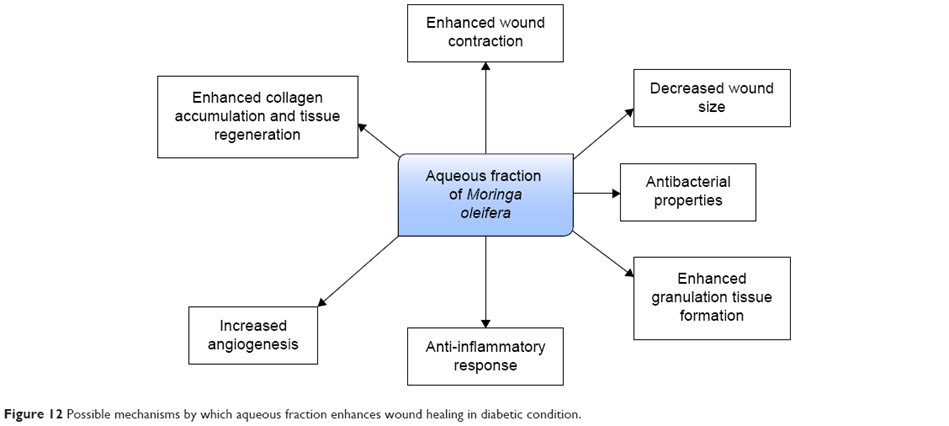 Enhanced wound
contraction
Enhanced collagen
accumulation and tissue
regeneration
Decreased wound
size
Aqueous fraction
of Moringa
oleifera
Antibacterial
properties
Enhanced
granulation tissue
formation
Increased
angiogenesis
Anti-inflammatory
response
Figure 12 Possible mechanisms by which aqueous fraction enhances wound healing in diabetic condition.